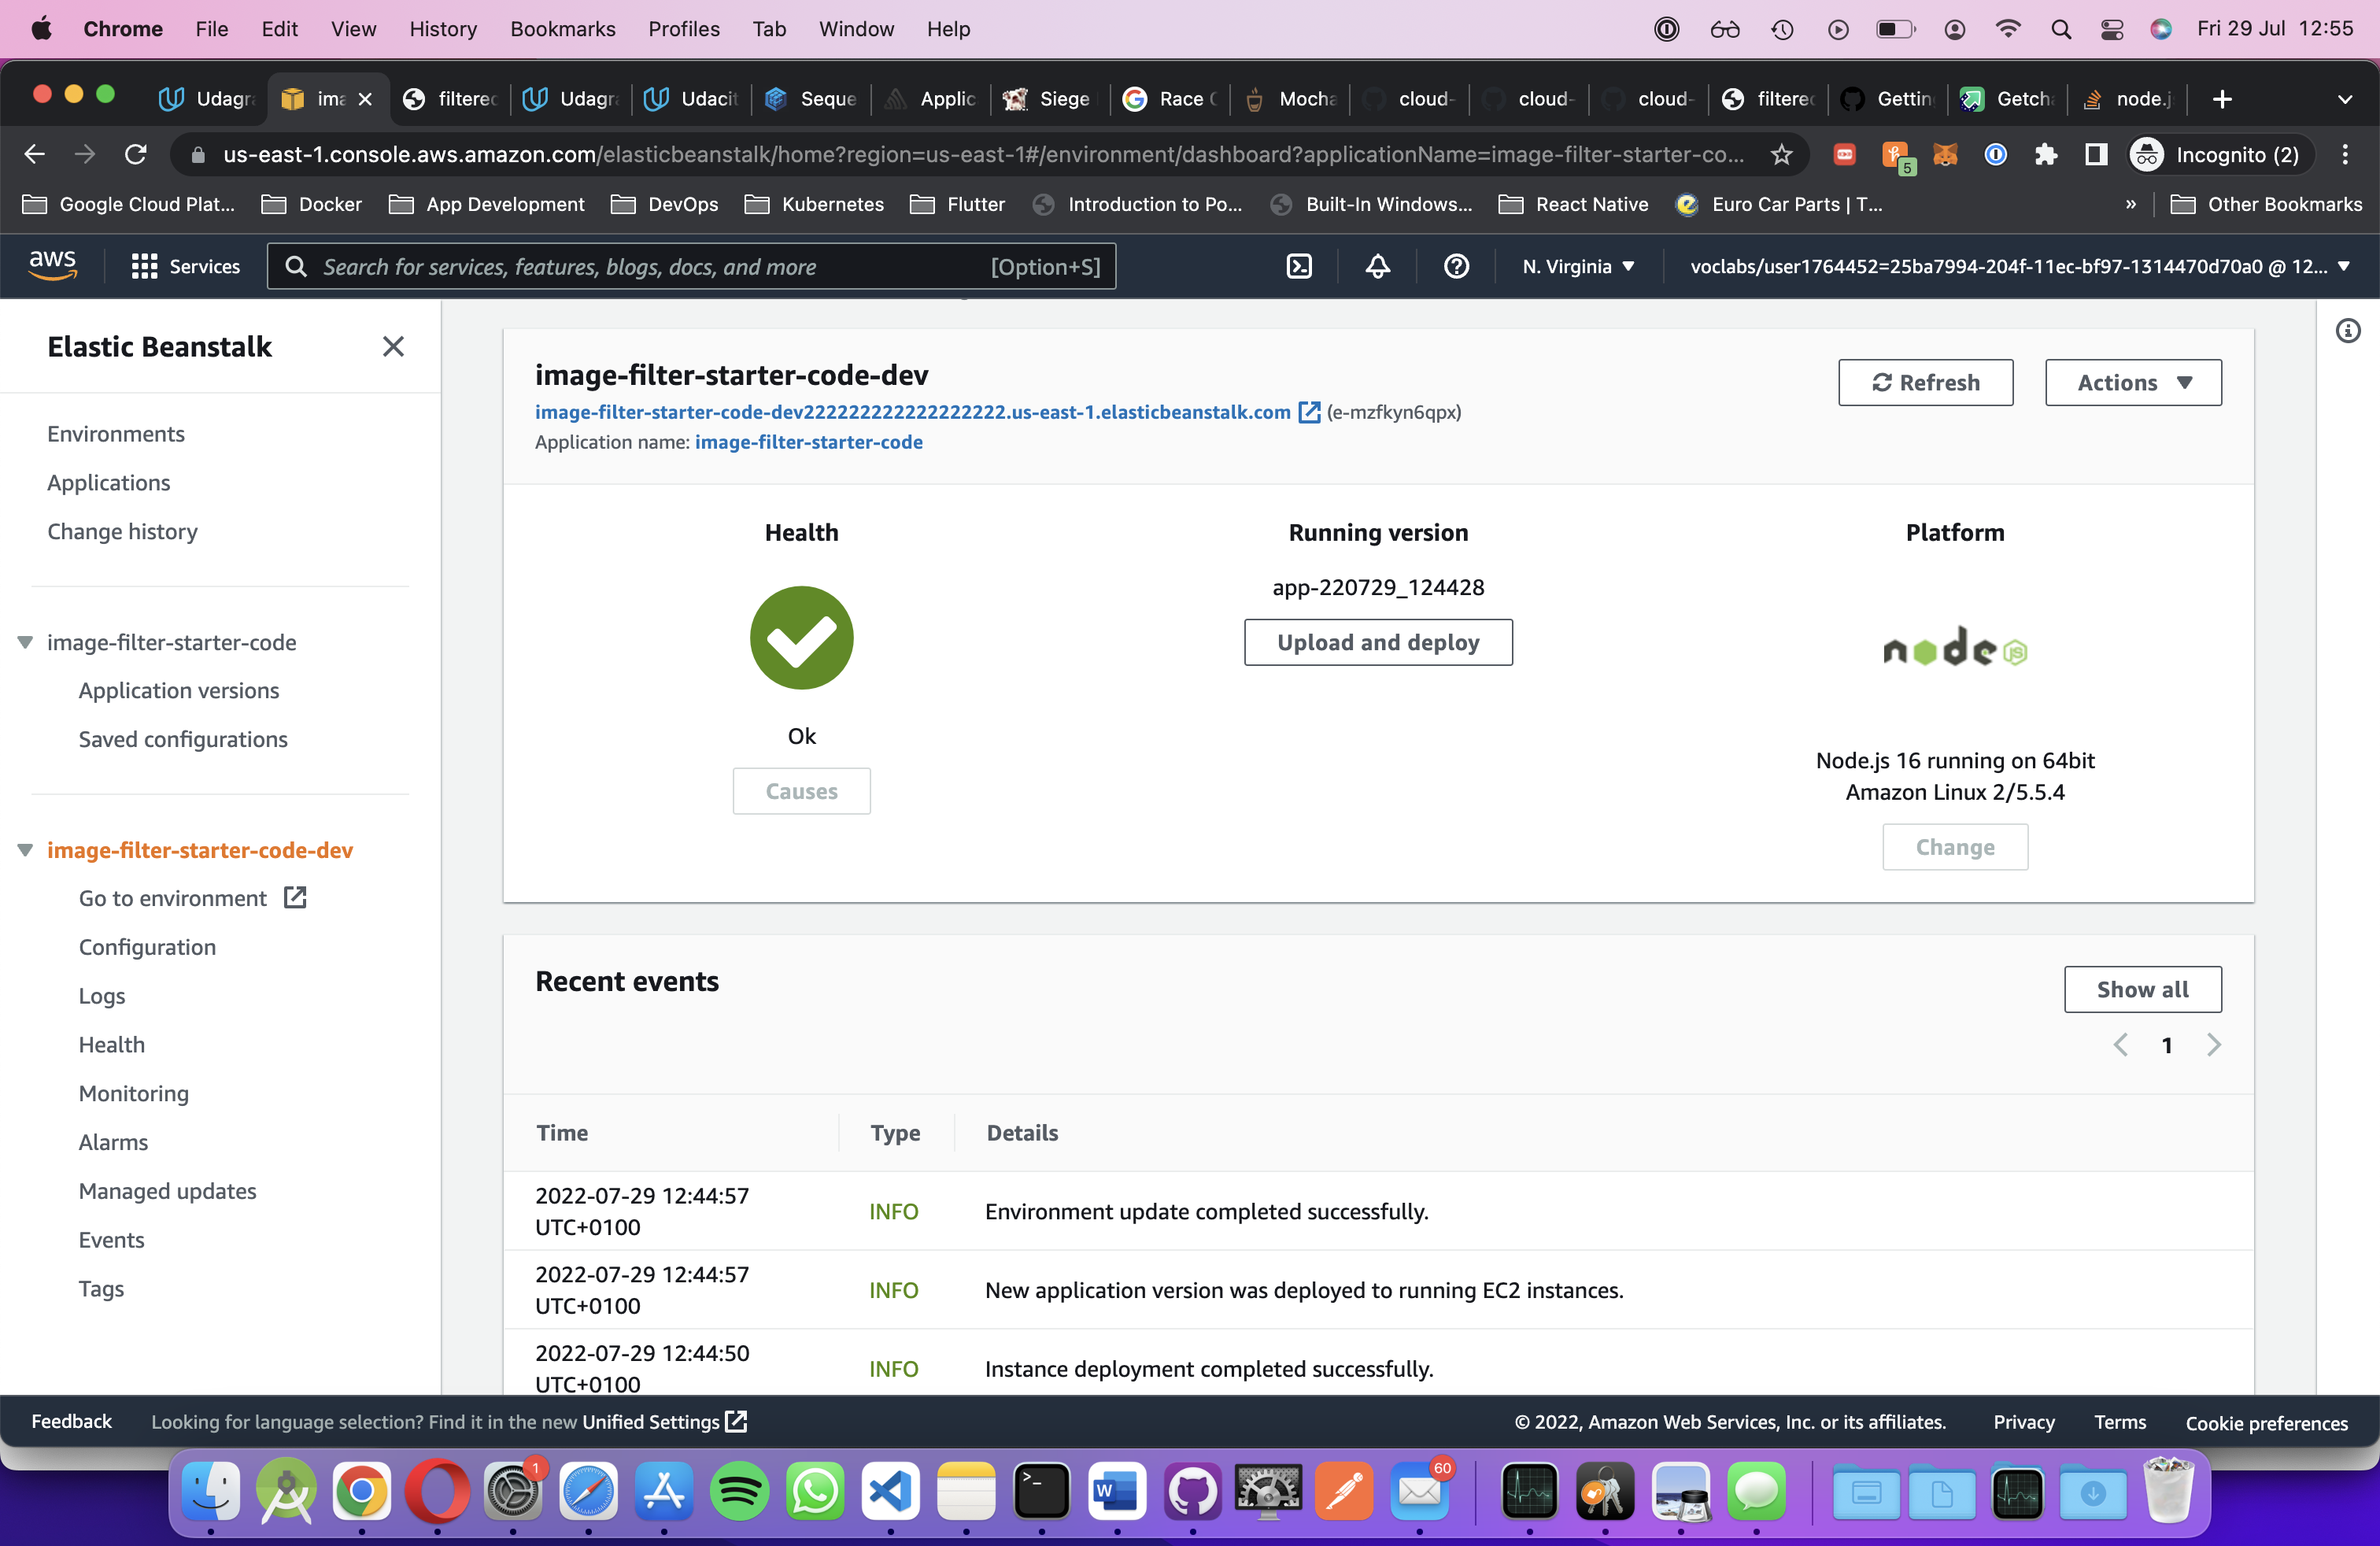 Chrome File Edit View History Bookmarks Profiles Tab Window Help Fri 29 Jul 12:55
Udagr ima filtered Udagr Udacit Seque Applic Siege Race C Mocha cloud- cloud- cloud- filtered Gettin Getch node.j
us-east-1.console.aws.amazon.com/elasticbeanstalk/home?region=us-east-1#/environment/dashboard?applicationName=image-filter-starter-co... 5 Incognito (2)
Google Cloud Plat... Docker App Development DevOps Kubernetes Flutter Introduction to Po... Built-In Windows... React Native Euro Car Parts | T... » Other Bookmarks
aws Services Search for services, features, blogs, docs, and more [Option+S] N. Virginia voclabs/user1764452=25ba7994-204f-11ec-bf97-1314470d70a0 @ 12...
Elastic Beanstalk
Environments
Applications
Change history
image-filter-starter-code
Application versions
Saved configurations
image-filter-starter-code-dev
Go to environment
Configuration
Logs
Health
Monitoring
Alarms
Managed updates
Events
Tags
image-filter-starter-code-dev
image-filter-starter-code-dev222222222222222222.us-east-1.elasticbeanstalk.com (e-mzfkyn6qpx)
Application name: image-filter-starter-code
Refresh Actions
Health
Ok
Causes
Running version
app-220729_124428
Upload and deploy
Platform
node JS
Node.js 16 running on 64bit
Amazon Linux 2/5.5.4
Change
Recent events
Show all
1
Time Type Details
2022-07-29 12:44:57
UTC+0100
INFO Environment update completed successfully.
2022-07-29 12:44:57
UTC+0100
INFO New application version was deployed to running EC2 instances.
2022-07-29 12:44:50
UTC+0100
INFO Instance deployment completed successfully.
Feedback Looking for language selection? Find it in the new Unified Settings © 2022, Amazon Web Services, Inc. or its affiliates. Privacy Terms Cookie preferences
1 W 60